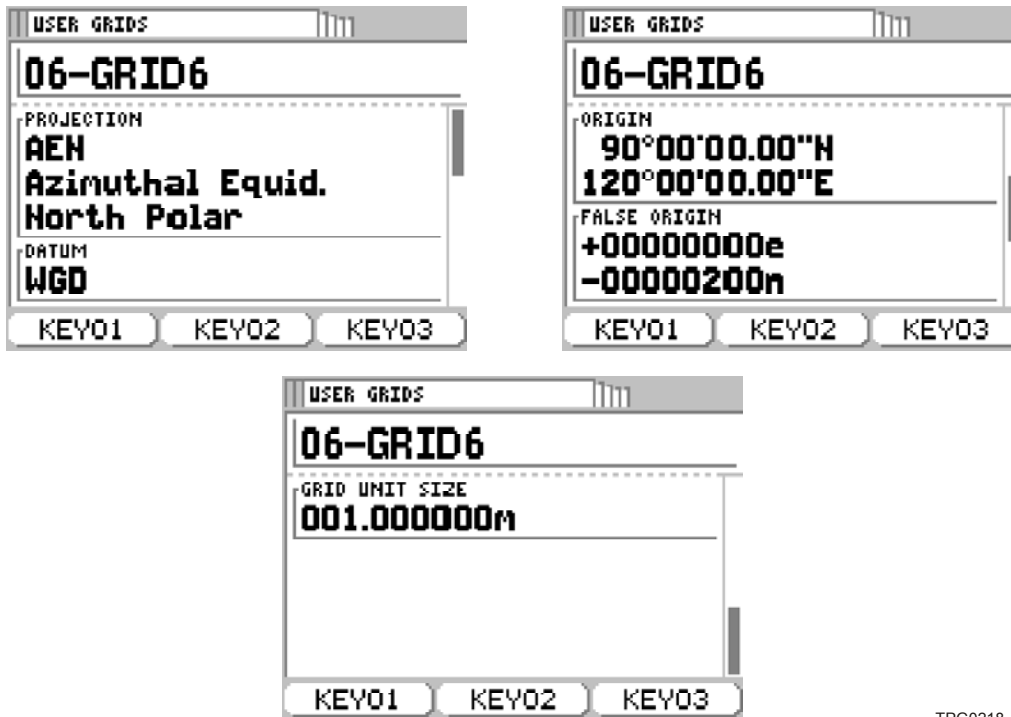 USER GRIDS
06-GRID6
PROJECTION
AEN
Azimuthal Equid.
North Polar
DATUM
WGD
KEY01 KEY02 KEY03
USER GRIDS
06-GRID6
ORIGIN
90°00'00.00"N
120°00'00.00"E
FALSE ORIGIN
+00000000e
-00000200n
KEY01 KEY02 KEY03
USER GRIDS
06-GRID6
GRID UNIT SIZE
001.000000m
KEY01 KEY02 KEY03